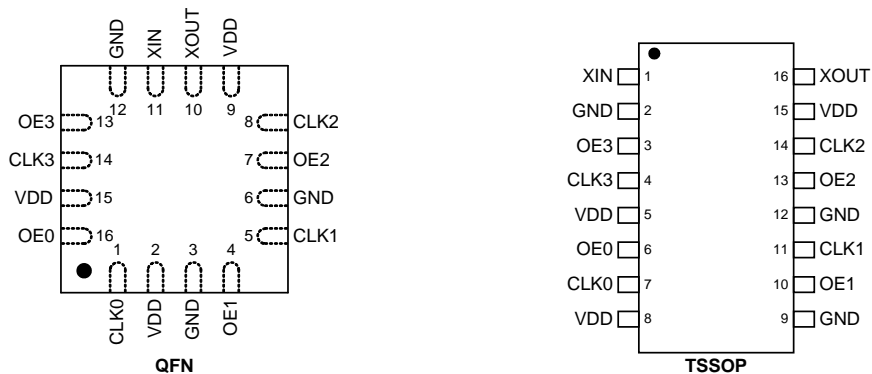 GND XIN XOUT VDD
12 11 10 9
OE3 13 8 CLK2
CLK3 14 7 OE2
VDD 15 6 GND
OE0 16 5 CLK1
1 2 3 4
CLK0 VDD GND OE1
QFN
XIN 1 16 XOUT
GND 2 15 VDD
OE3 3 14 CLK2
CLK3 4 13 OE2
VDD 5 12 GND
OE0 6 11 CLK1
CLK0 7 10 OE1
VDD 8 9 GND
TSSOP